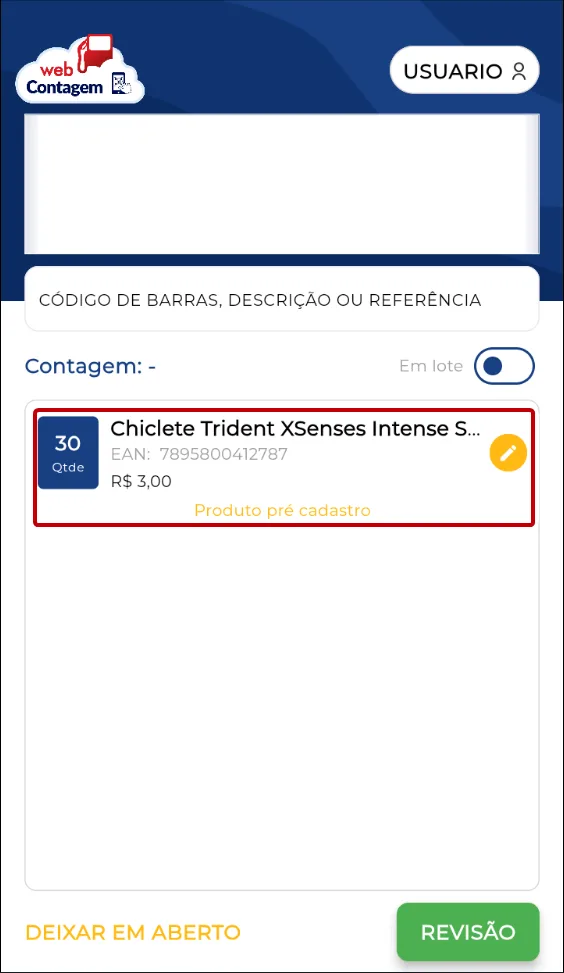 web
Contagem
USUARIO
CÓDIGO DE BARRAS, DESCRIÇÃO OU REFERÊNCIA
Contagem: -
Em lote
30
Qtde
Chiclete Trident XSenses Intense S...
EAN: 7895800412787
R$ 3,00
Produto pré cadastro
DEIXAR EM ABERTO
REVISÃO